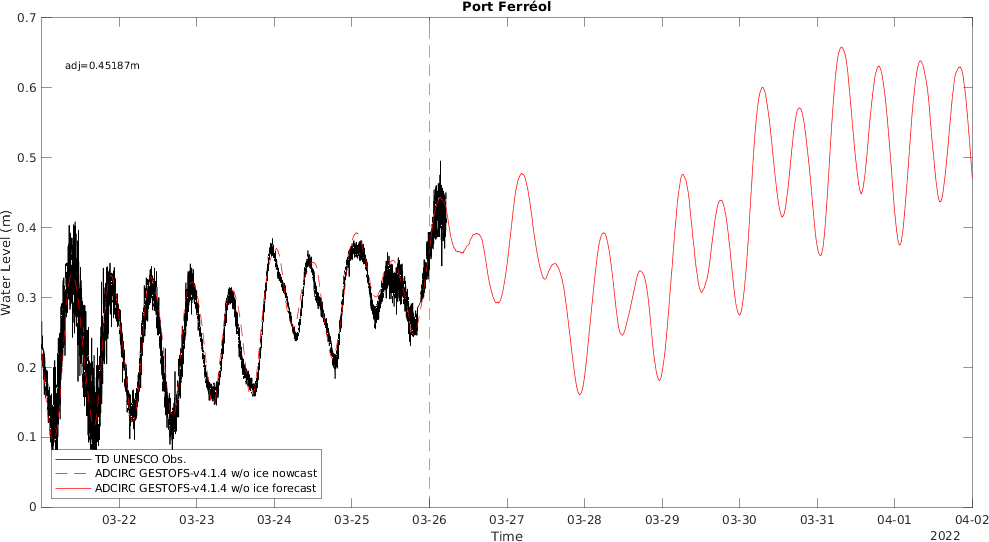 Port Ferréol
0.7
0.6
0.5
0.4
0.3
0.2
0.1
0
Water Level (m)
adj=0.45187m
TD UNESCO Obs.
ADCIRC GESTOFS-v4.1.4 w/o ice nowcast
ADCIRC GESTOFS-v4.1.4 w/o ice forecast
03-22 03-23 03-24 03-25 03-26 03-27 03-28 03-29 03-30 03-31 04-01 04-02
Time
2022